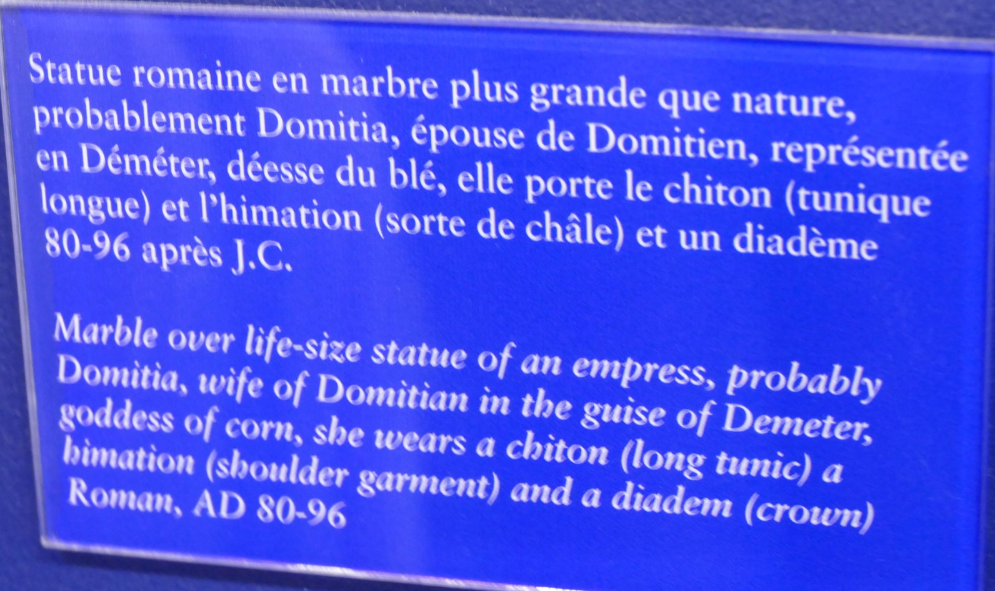 Statue romaine en marbre plus grande que nature,
probablement Domitia, épouse de Domitien, représentée
en Déméter, déesse du blé, elle porte le chiton (tunique
longue) et l'himation (sorte de châle) et un diadème
80-96 après J.C.
Marble over life-size statue of an empress, probably
Domitia, wife of Domitian in the guise of Demeter,
goddess of corn, she wears a chiton (long tunic) a
himation (shoulder garment) and a diadem (crown)
Roman, AD 80-96